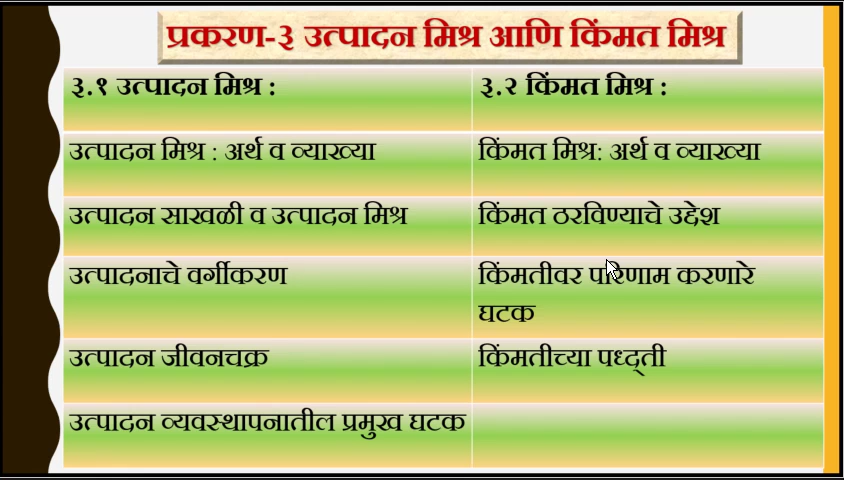 प्रकरण-३ उत्पादन मिश्र आणि किंमत मिश्र
३.१ उत्पादन मिश्र :
३.२ किंमत मिश्र :
उत्पादन मिश्र : अर्थ व व्याख्या
किंमत मिश्र: अर्थ व व्याख्या
उत्पादन साखळी व उत्पादन मिश्र
किंमत ठरविण्याचे उद्देश
उत्पादनाचे वर्गीकरण
किंमतीवर परिणाम करणारे
घटक
उत्पादन जीवनचक्र
किंमतीच्या पध्द्ती
उत्पादन व्यवस्थापनातील प्रमुख घटक